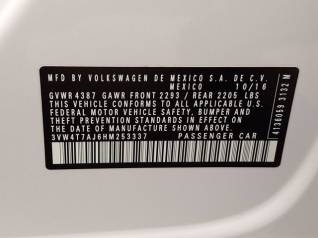 MFD BY VOLKSWAGEN DE MEXICO S.A. DE C.V.
MEXICO 10/16
GVWR 4387 GAWR FRONT 2293 / REAR 2205 LBS
THIS VEHICLE CONFORMS TO ALL APPLICABLE U.S.
FEDERAL MOTOR VEHICLE SAFETY, BUMPER AND
THEFT PREVENTION STANDARDS IN EFFECT ON THE
DATE OF MANUFACTURE SHOWN ABOVE.
3VW4T7AJ6HM253337 PASSENGER CAR
4136059 3132 M